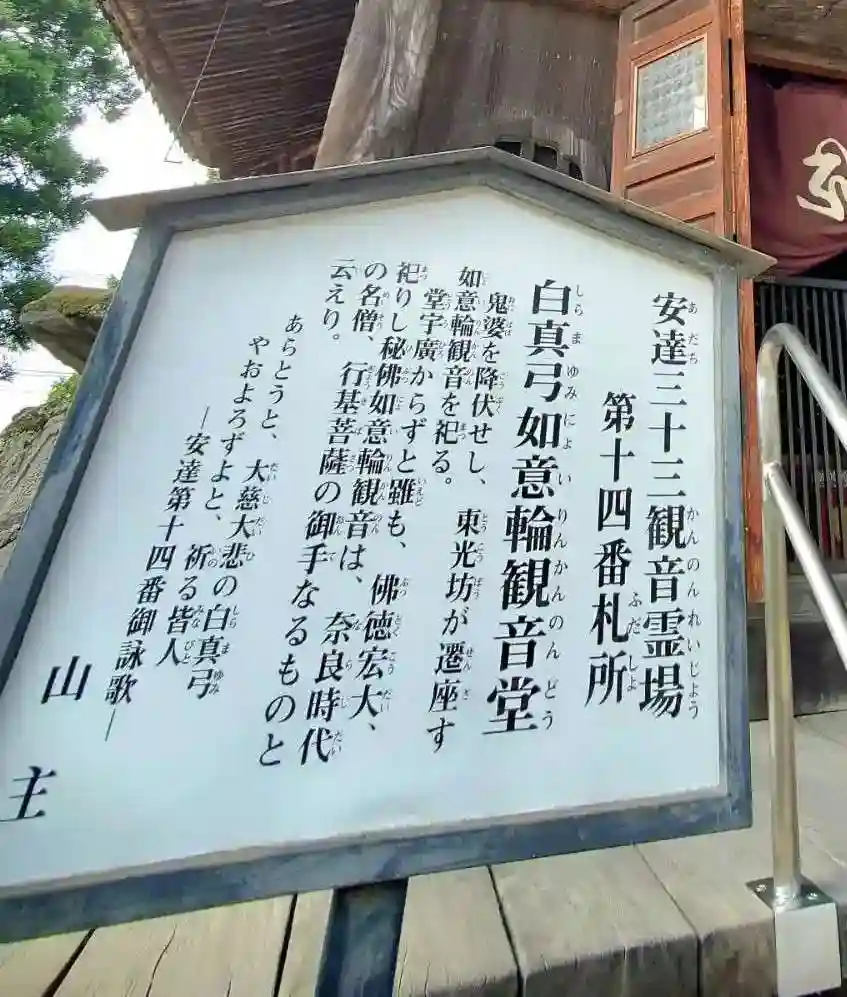 安達三十三観音霊場
第十四番札所
白真弓如意輪観音堂
鬼婆を降伏せし、東光坊が遷座す
如意輪観音を祀る。
堂宇廣からずと雖も、佛徳宏大、
祀りし秘佛如意輪観音は、奈良時代
の名僧、行基菩薩の御手なるものと
云えり。
あらとうと、大慈大悲の白真弓
やおよろずよと、祈る皆人
―安達第十四番御詠歌―
山主